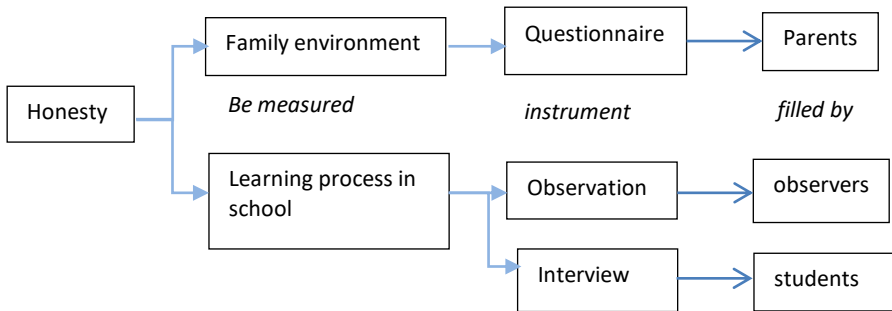 Family environment
Questionnaire
Parents
Honesty
Be measured
instrument
filled by
Learning process in
school
Observation
observers
Interview
students